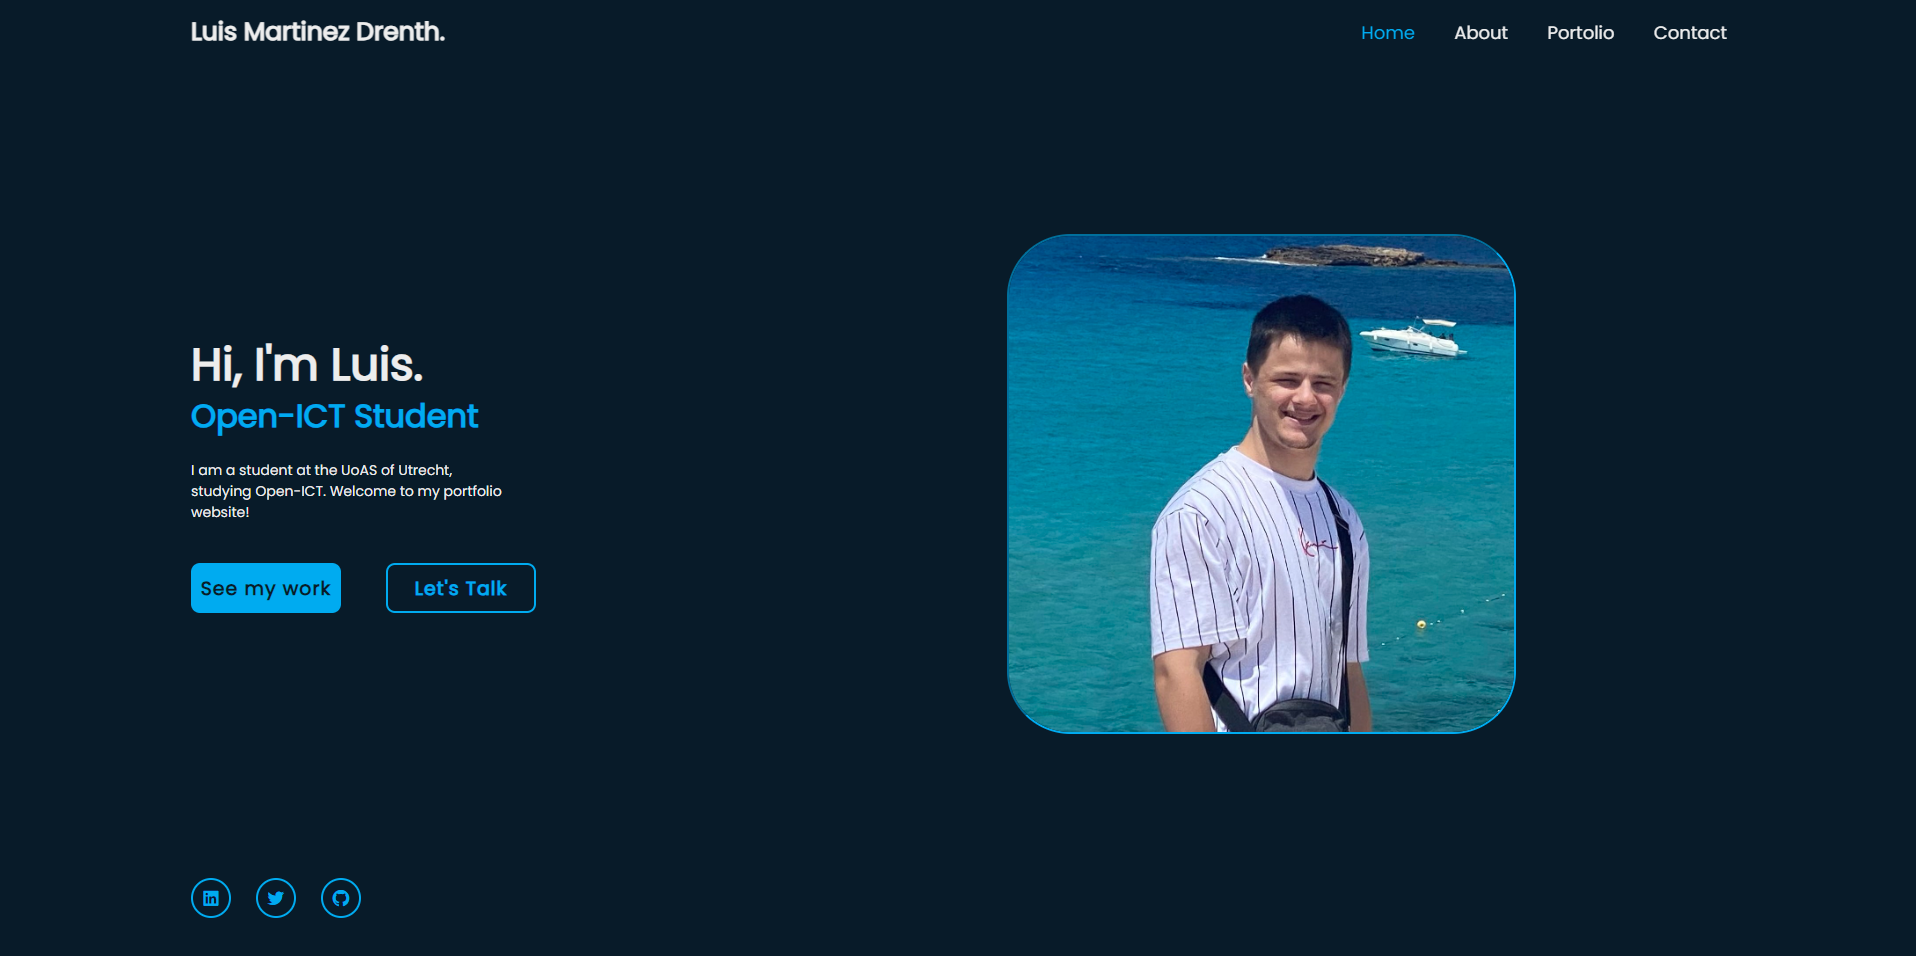 Luis Martinez Drenth.
Home About Portolio Contact
Hi, I'm Luis.
Open-ICT Student
I am a student at the UoAS of Utrecht,
studying Open-ICT. Welcome to my portfolio
website!
See my work Let's Talk
in